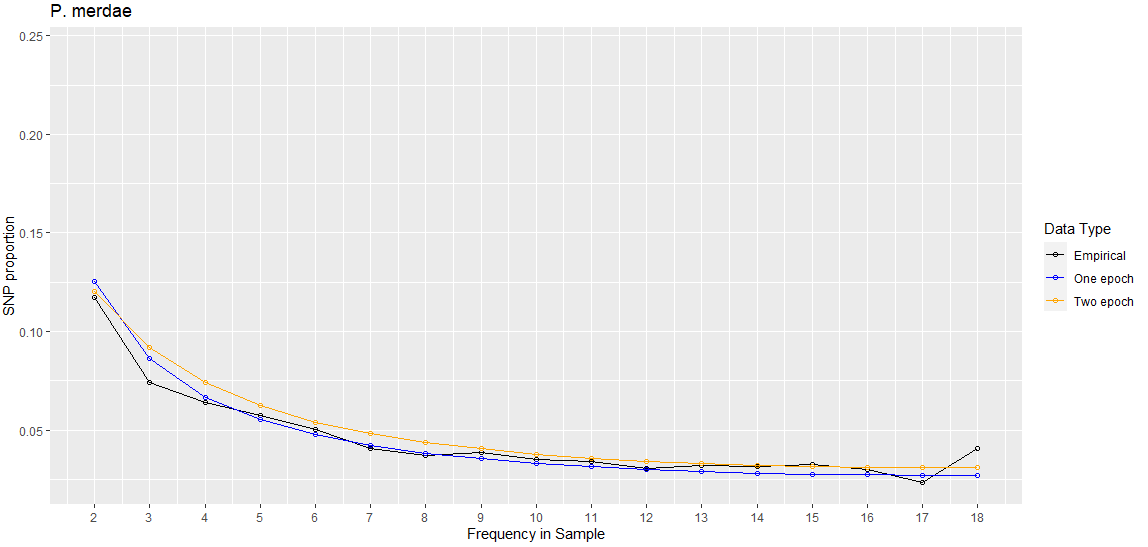 P. merdae
0.25
0.20
0.15
0.10
0.05
SNP proportion
2 3 4 5 6 7 8 9 10 11 12 13 14 15 16 17 18
Frequency in Sample
Data Type
Empirical
One epoch
Two epoch